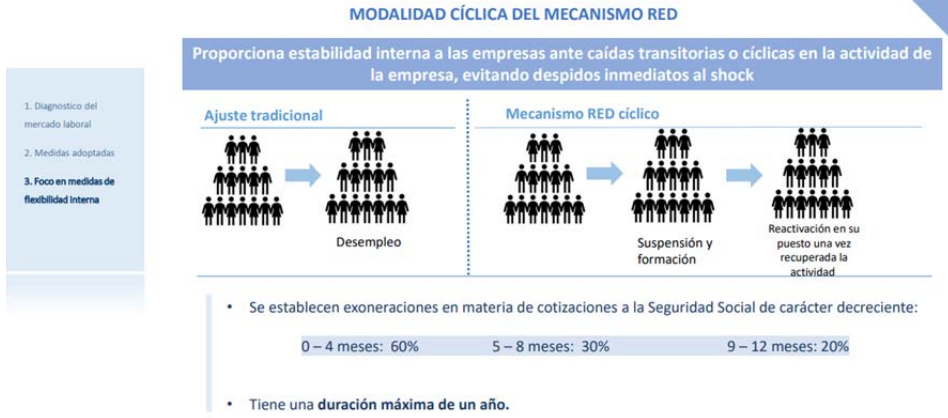 MODALIDAD CÍCLICA DEL MECANISMO RED
Proporciona estabilidad interna a las empresas ante caídas transitorias o cíclicas en la actividad de
la empresa, evitando despidos inmediatos al shock
1. Diagnostico del
mercado laboral
2. Medidas adoptadas
3. Foco en medidas de
flexibilidad interna
Ajuste tradicional
Desempleo
Mecanismo RED cíclico
Suspensión y
formación
Reactivación en su
puesto una vez
recuperada la
actividad
• Se establecen exoneraciones en materia de cotizaciones a la Seguridad Social de carácter decreciente:
0 – 4 meses: 60% 5 – 8 meses: 30% 9 – 12 meses: 20%
• Tiene una duración máxima de un año.